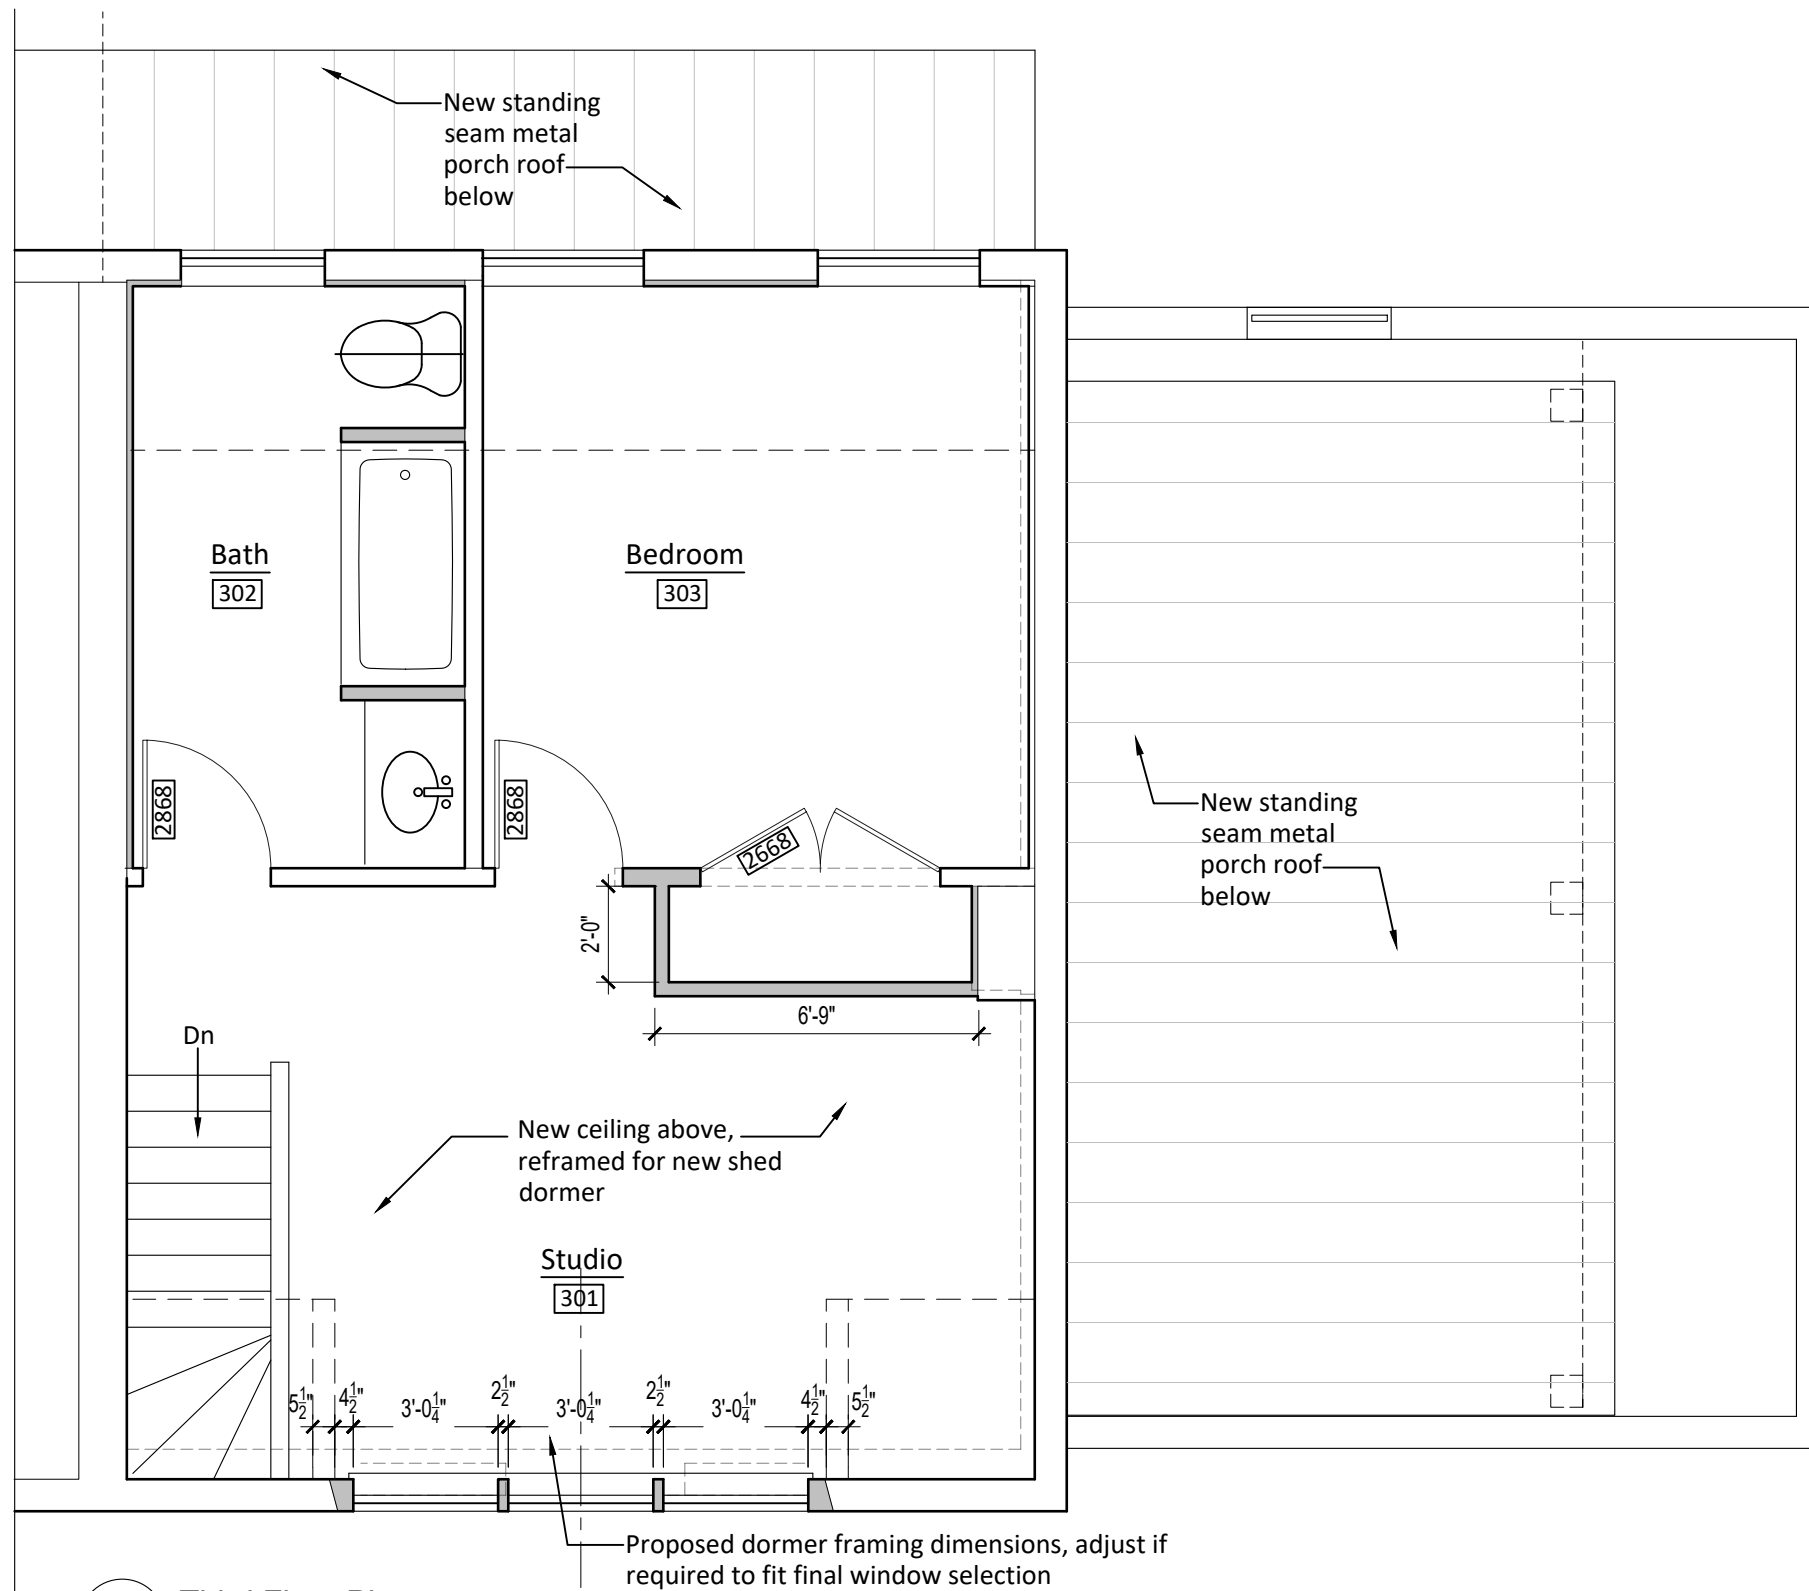 New standing
seam metal
porch roof
below
Bath
302
Bedroom
303
2868
2868
2668
New standing
seam metal
porch roof
below
2'-0"
6'-9"
Dn
New ceiling above,
reframed for new shed
dormer
Studio
301
5½" 4½" 3'-0¼" 2½" 3'-0¼" 2½" 3'-0¼" 4½" 5½"
Proposed dormer framing dimensions, adjust if
required to fit final window selection